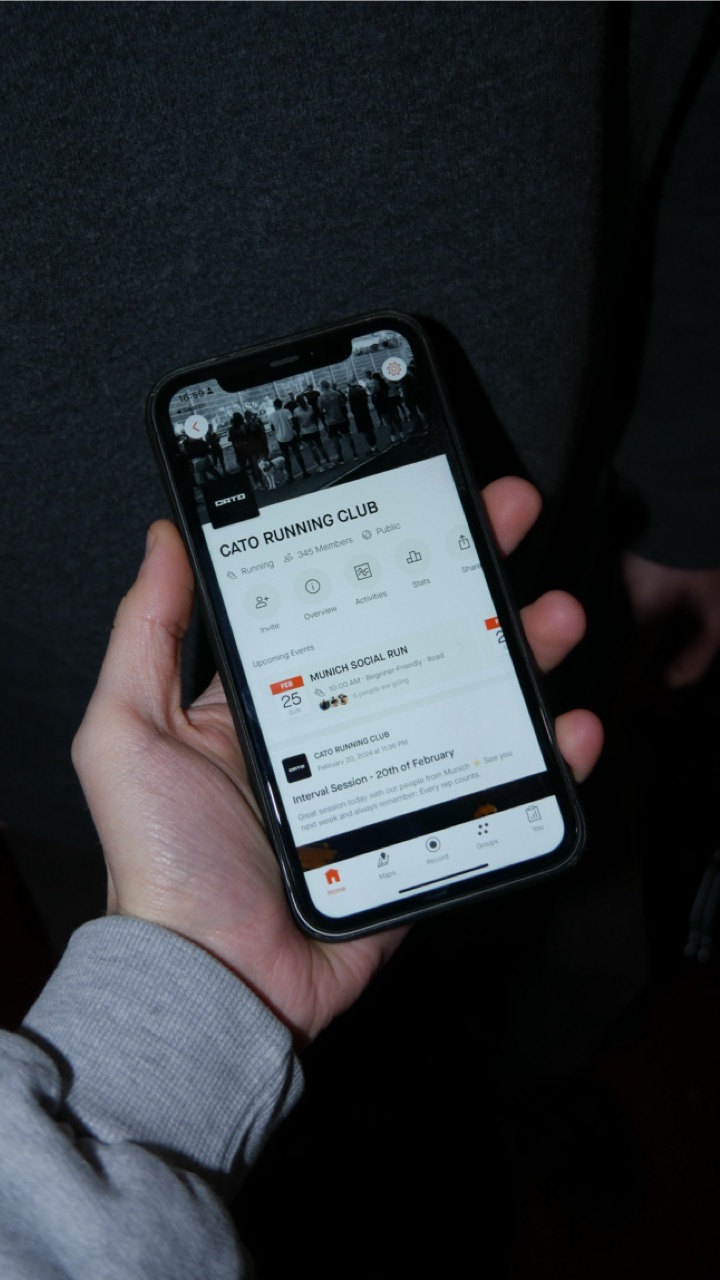 16:59
CATO
CATO RUNNING CLUB
Running 345 Members Public
Invite Overview Activities Stats Share
Upcoming Events
FEB
25
SUN
MUNICH SOCIAL RUN
10:00 AM · Beginner-Friendly · Road
6 people are going
CATO
CATO RUNNING CLUB
February 20, 2024 at 11:36 PM
Interval Session - 20th of February
Great session today with our people from Munich ⚡ See you
next week and always remember: Every rep counts.
Home Maps Record Groups You